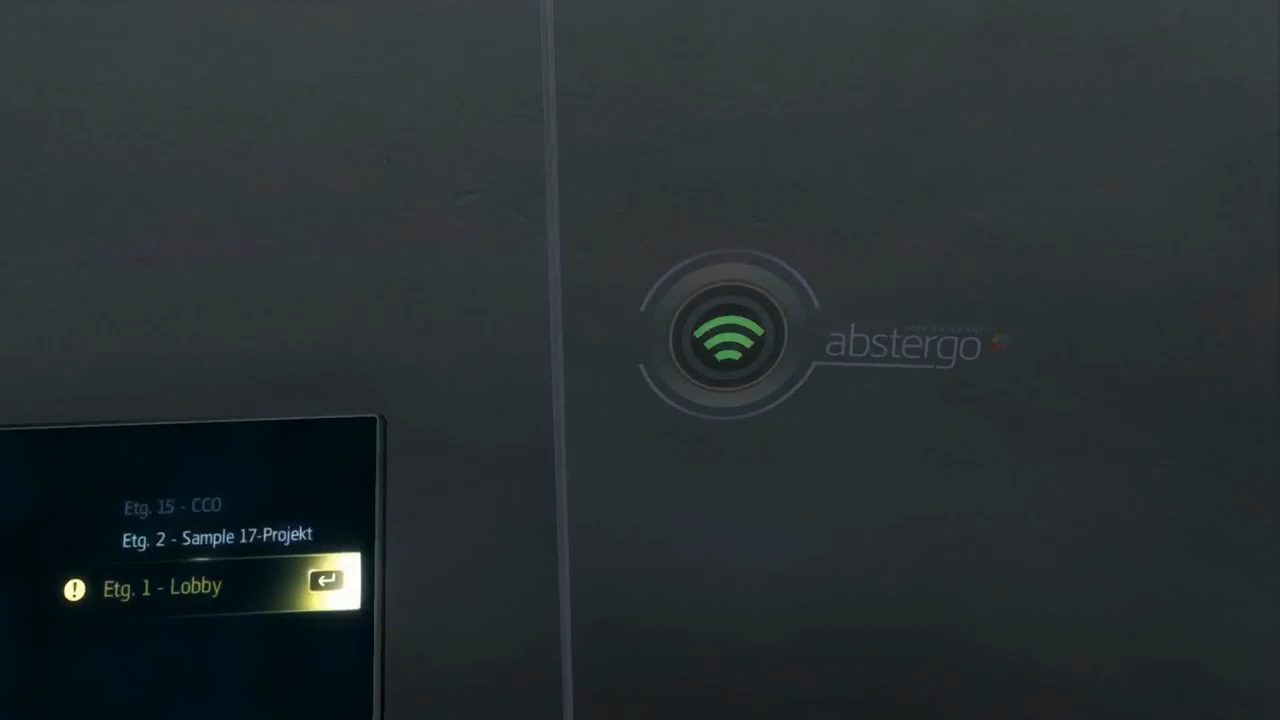 abstergo
Etg. 15 - CCO
Etg. 2 - Sample 17-Projekt
Etg. 1 - Lobby